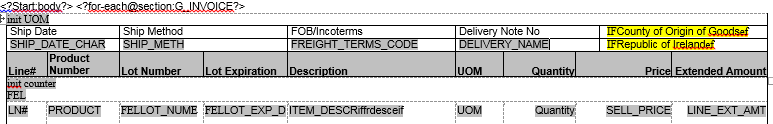 <?Start:body?> <?for-each@section:G_INVOICE?>
init UOM
Ship Date Ship Method FOB/Incoterms Delivery Note No IFCounty of Origin of Goodsef
SHIP_DATE_CHAR SHIP_METH FREIGHT_TERMS_CODE DELIVERY_NAME IFRepublic of Irelandef
Line# Product Number Lot Number Lot Expiration Description UOM Quantity Price Extended Amount
init counter
FEL
LN# PRODUCT FELLOT_NUME FELLOT_EXP_D ITEM_DESCRiffrdesceif UOM Quantity SELL_PRICE LINE_EXT_AMT